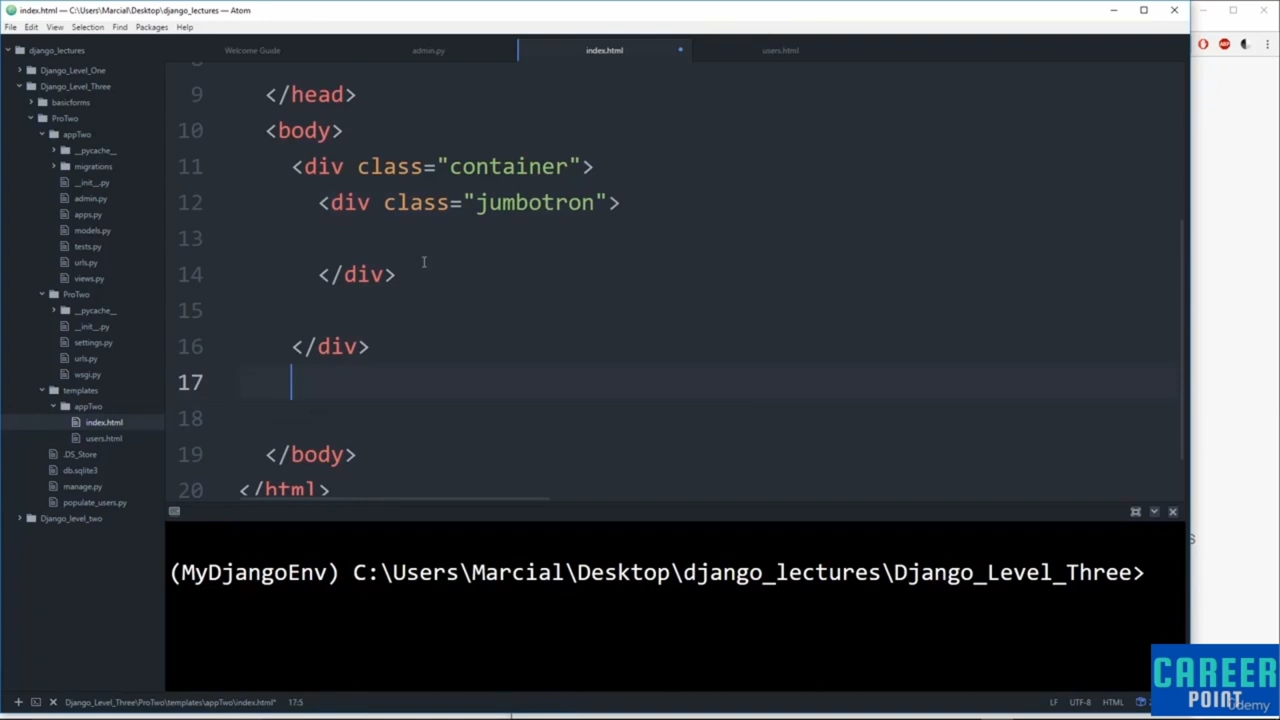 index.html — C:\Users\Marcial\Desktop\django_lectures — Atom
File Edit View Selection Find Packages Help
django_lectures
Django_Level_One
Django_Level_Three
basicforms
ProTwo
appTwo
__pycache__
migrations
__init__.py
admin.py
apps.py
models.py
tests.py
urls.py
views.py
ProTwo
__pycache__
__init__.py
settings.py
urls.py
wsgi.py
templates
appTwo
index.html
users.html
.DS_Store
db.sqlite3
manage.py
populate_users.py
Django_level_two
Welcome Guide admin.py index.html users.html
9 </head>
10 <body>
11 <div class="container">
12 <div class="jumbotron">
13
14 </div>
15
16 </div>
17
18
19 </body>
20 </html>
(MyDjangoEnv) C:\Users\Marcial\Desktop\django_lectures\Django_Level_Three>
Django_Level_Three\ProTwo\templates\appTwo\index.html* 17:5
LF UTF-8 HTML
ABP
CAREER
POINT
Udemy